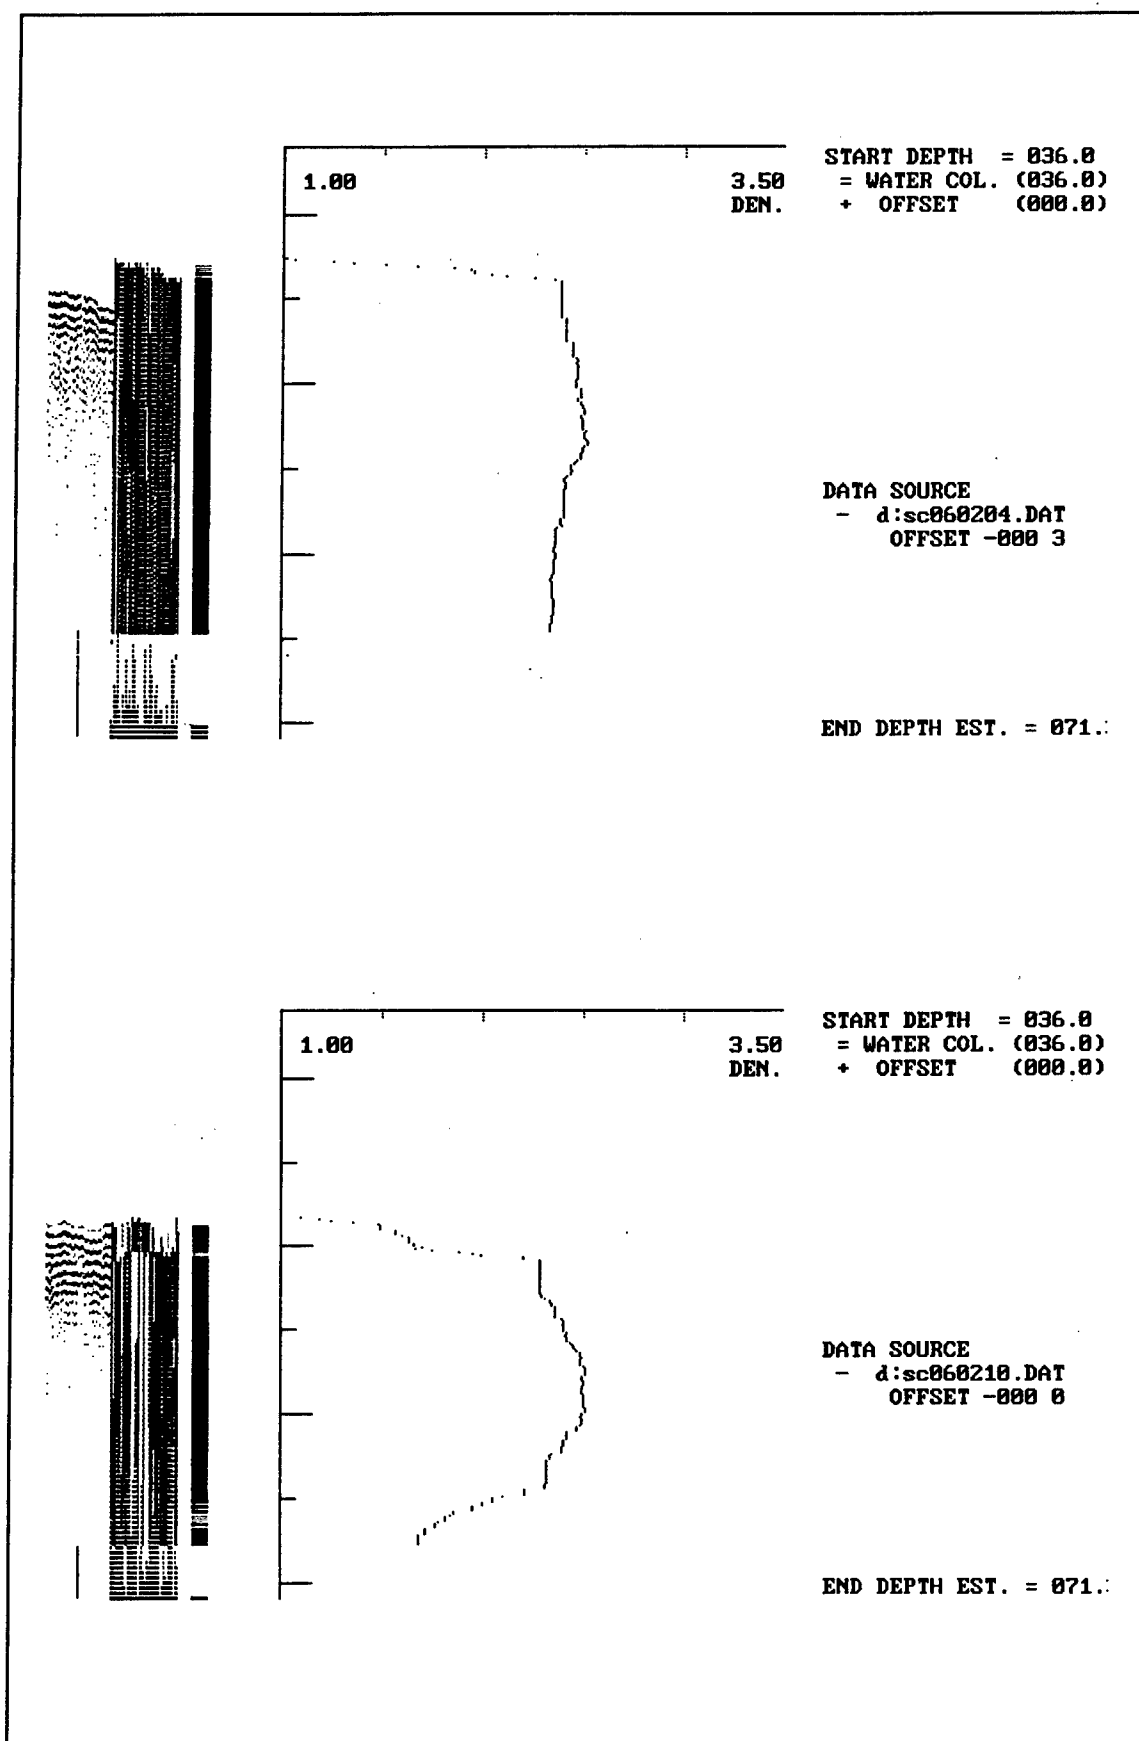 1.00 3.50
DEN.
START DEPTH = 036.0
= WATER COL. (036.0)
+ OFFSET (000.0)
DATA SOURCE
- d:sc060204.DAT
OFFSET -000 3
END DEPTH EST. = 071.
1.00 3.50
DEN.
START DEPTH = 036.0
= WATER COL. (036.0)
+ OFFSET (000.0)
DATA SOURCE
- d:sc060210.DAT
OFFSET -000 0
END DEPTH EST. = 071.